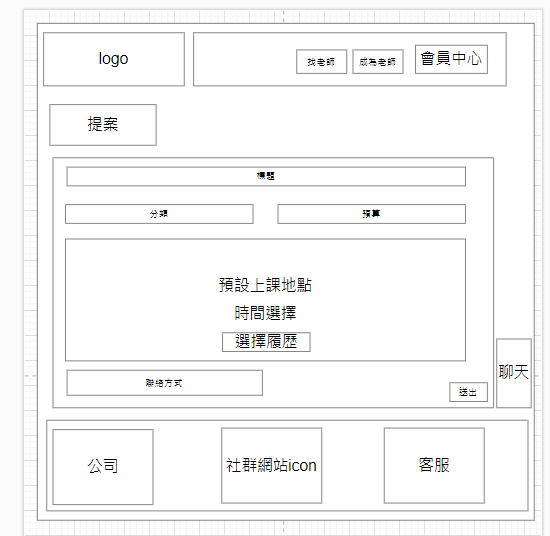 logo
找老師
成為老師
會員中心
提案
標題
分類
預算
預設上課地點
時間選擇
選擇履歷
聯絡方式
送出
聊天
公司
社群網站icon
客服